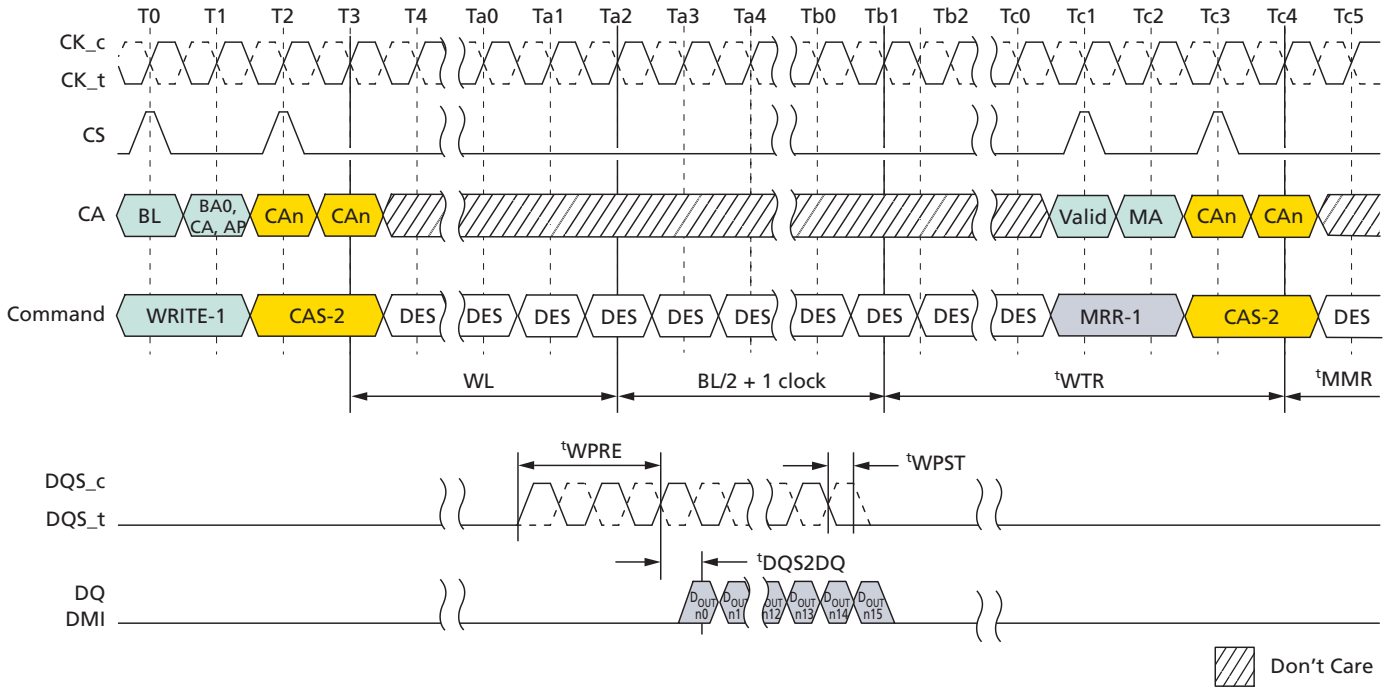 T0 T1 T2 T3 T4 Ta0 Ta1 Ta2 Ta3 Ta4 Tb0 Tb1 Tb2 Tc0 Tc1 Tc2 Tc3 Tc4 Tc5
CK_c
CK_t
CS
CA BL BA0, CA, AP CAn CAn Valid MA CAn CAn
Command WRITE-1 CAS-2 DES DES DES DES DES DES DES DES DES DES MRR-1 CAS-2 DES
WL BL/2 + 1 clock tWTR tMMR
tWPRE tWPST
DQS_c
DQS_t
tDQS2DQ
DQ
DMI
DOUT n0 DOUT n1 DOUT n12 DOUT n13 DOUT n14 DOUT n15
Don't Care